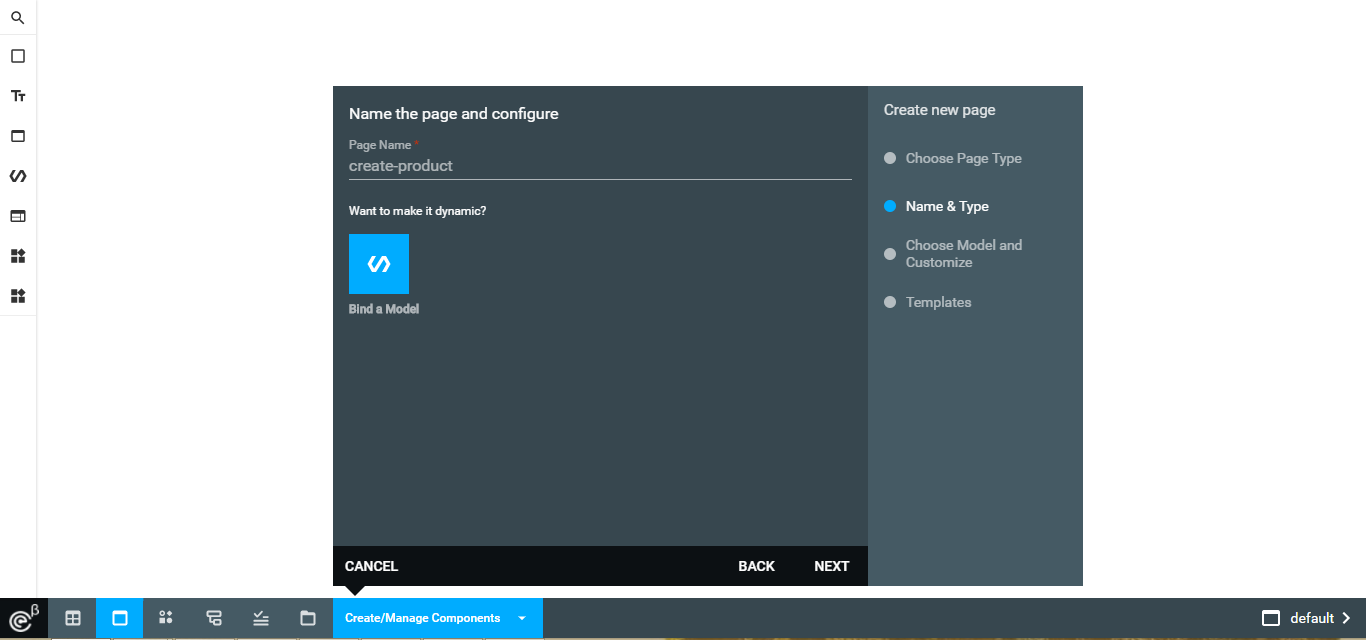 Name the page and configure
Page Name *
create-product
Want to make it dynamic?
Bind a Model
CANCEL
BACK
NEXT
Create new page
Choose Page Type
Name & Type
Choose Model and
Customize
Templates
Tт
e β
Create/Manage Components
default